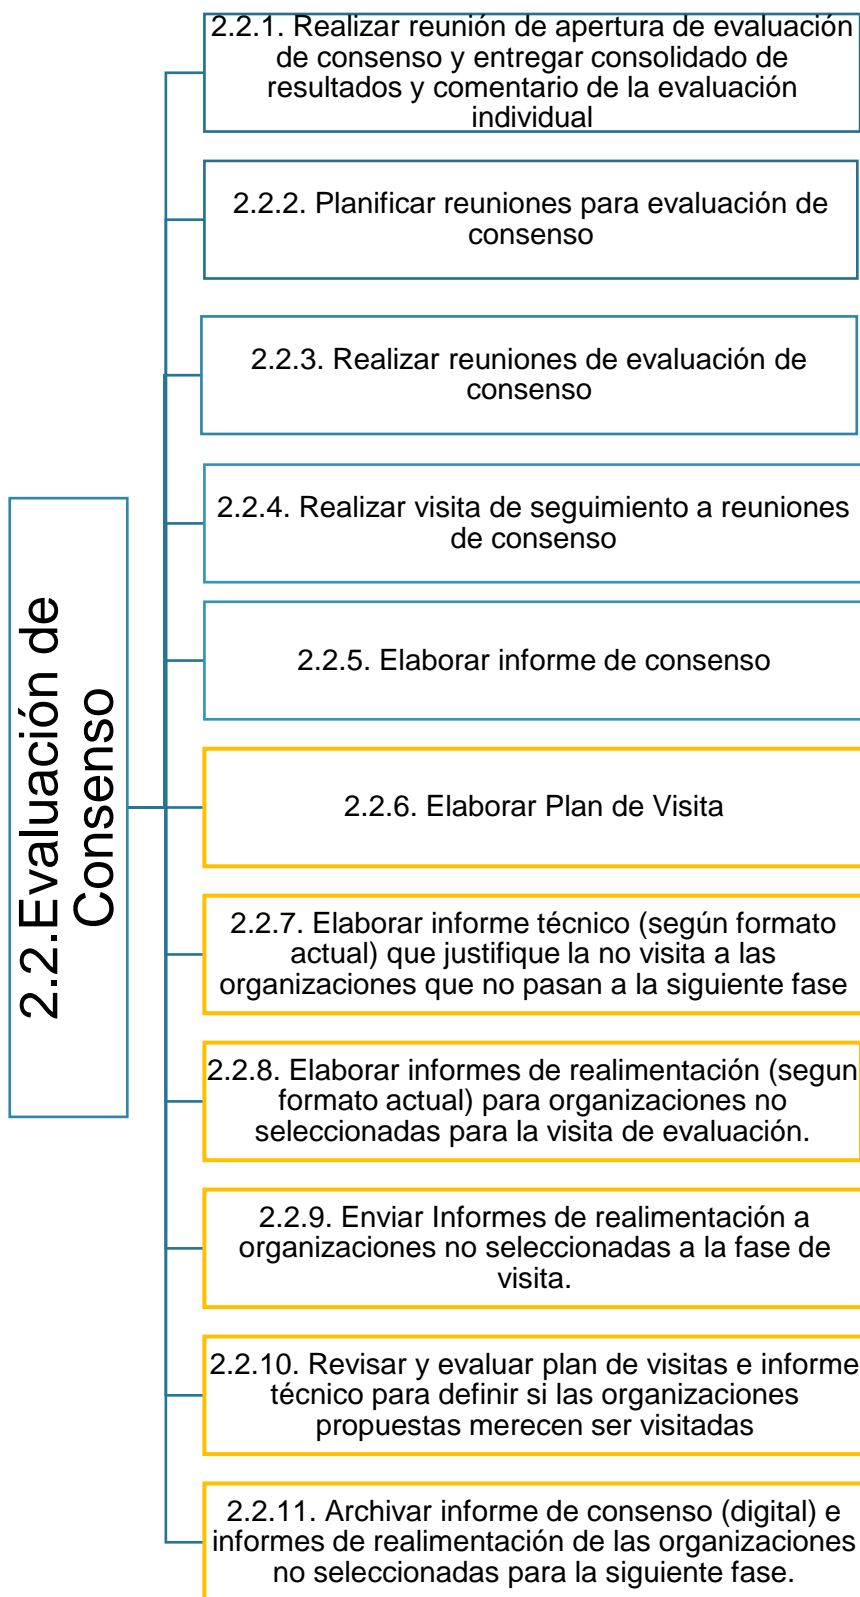 2.2.1. Realizar reunión de apertura de evaluación
de consenso y entregar consolidado de
resultados y comentario de la evaluación
individual
2.2.2. Planificar reuniones para evaluación de
consenso
2.2.3. Realizar reuniones de evaluación de
consenso
2.2.4. Realizar visita de seguimiento a reuniones
de consenso
2.2.Evaluación de
Consenso
2.2.5. Elaborar informe de consenso
2.2.6. Elaborar Plan de Visita
2.2.7. Elaborar informe técnico (según formato
actual) que justifique la no visita a las
organizaciones que no pasan a la siguiente fase
2.2.8. Elaborar informes de realimentación (segun
formato actual) para organizaciones no
seleccionadas para la visita de evaluación.
2.2.9. Enviar Informes de realimentación a
organizaciones no seleccionadas a la fase de
visita.
2.2.10. Revisar y evaluar plan de visitas e informe
técnico para definir si las organizaciones
propuestas merecen ser visitadas
2.2.11. Archivar informe de consenso (digital) e
informes de realimentación de las organizaciones
no seleccionadas para la siguiente fase.